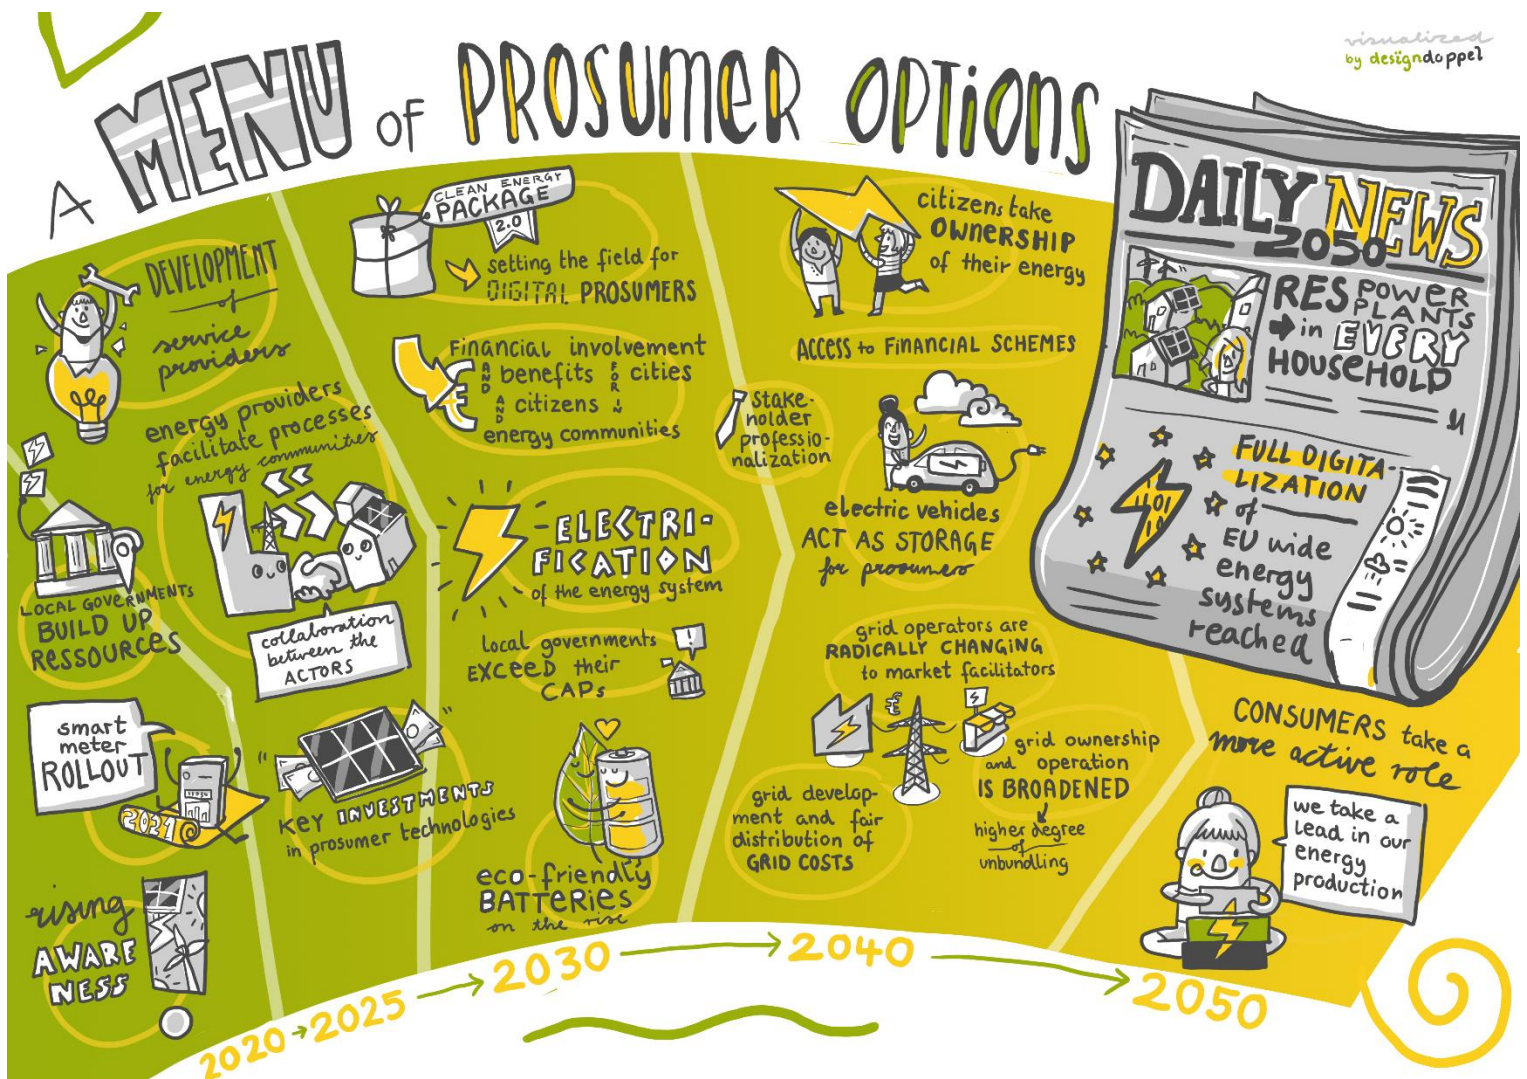 visualized
by designdoppel
A MENU OF PROSUMER OPTIONS
DEVELOPMENT
of
service
providers
energy providers
facilitate processes
for energy communities
LOCAL GOVERNMENTS
BUILD UP
RESSOURCES
collaboration
between the
ACTORS
smart
meter
ROLLOUT
2021
"KEY INVESTMENTS"
in prosumer technologies
rising
AWARE
NESS
2020→2025
CLEAN ENERGY
PACKAGE
2.0
setting the field for
DIGITAL PROSUMERS
Financial involvement
AND benefits FOR cities
AND citizens IN
energy communities
€
ELECTRI-
FICATION
of the energy system
local governments
EXCEED their
CAPs
!
eco-friendly
BATTERIES
on the rise
2030
citizens take
OWNERSHIP
of their energy
ACCESS to FINANCIAL SCHEMES
stake-
holder
professio-
nalization
electric vehicles
ACT AS STORAGE
for prosumers
grid operators are
RADICALLY CHANGING
to market facilitators
€
grid develop-
ment and fair
distribution of
GRID COSTS
grid ownership
and operation
IS BROADENED
higher degree
of
unbundling
2040
DAILY NEWS
2050
RES POWER
PLANTS
in EVERY
HOUSEHOLD
FULL DIGITA-
LIZATION
of
EU wide
energy
systems
reached
CONSUMERS take a
more active role
we take a
lead in our
energy
production
2050